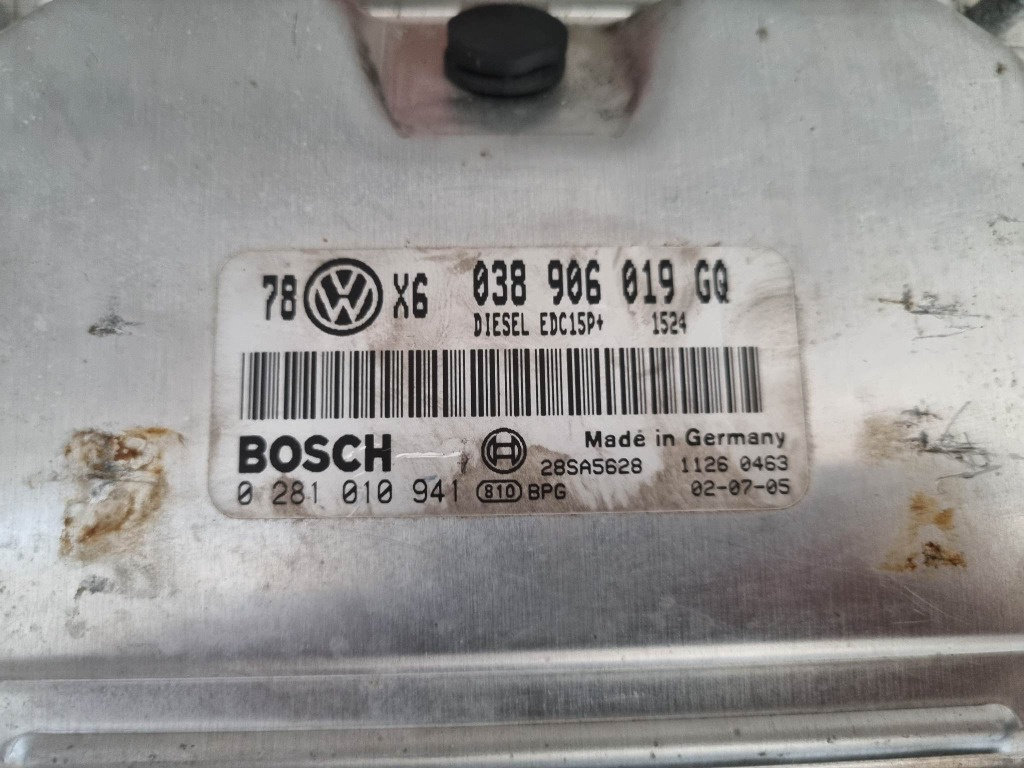 78 VW X6 038 906 019 GQ
DIESEL EDC15P+ 1524
BOSCH Made in Germany
28SA5628 1126 0463
0 281 010 941 810 BPG 02-07-05